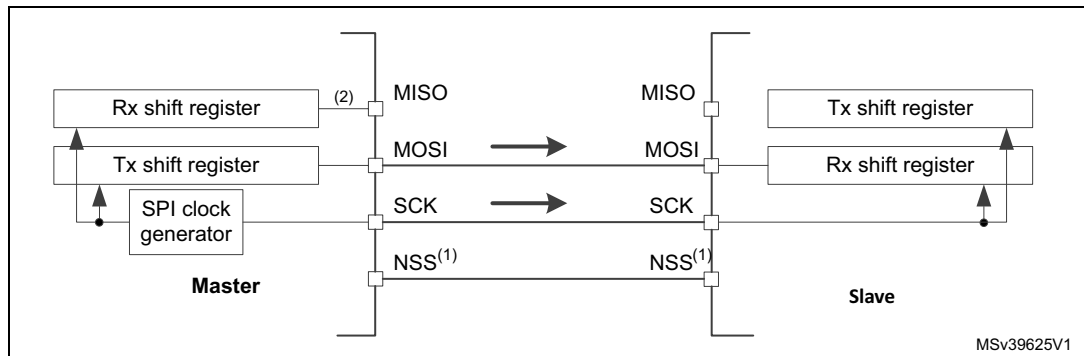 Rx shift register
(2)
MISO
MISO
Tx shift register
Tx shift register
MOSI
MOSI
Rx shift register
SPI clock
generator
SCK
SCK
NSS(1)
NSS(1)
Master
Slave
MSv39625V1